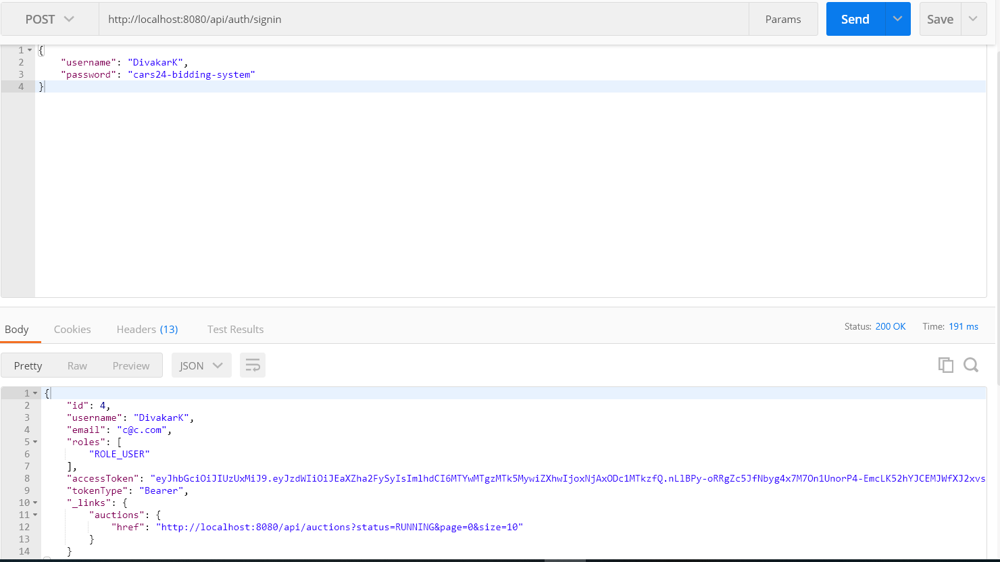 POST http://localhost:8080/api/auth/signin Params Send Save
1 {
2 "username": "DivakarK",
3 "password": "cars24-bidding-system"
4 }
Body Cookies Headers (13) Test Results Status: 200 OK Time: 191 ms
Pretty Raw Preview JSON
1 {
2 "id": 4,
3 "username": "DivakarK",
4 "email": "c@c.com",
5 "roles": [
6 "ROLE_USER"
7 ],
8 "accessToken": "eyJhbGciOiJIUzUxMiJ9.eyJzdWIiOiJEaXZha2FySyIsImlhdCI6MTYwMTgzMTk5MywiZXhwIjoxNjAxODc1MTkzfQ.nLlBPy-oRRgZc5JfNbyg4x7M7On1UnorP4-EmcLK52hYJCEMJWfXJ2xvs
9 "tokenType": "Bearer",
10 "_links": {
11 "auctions": {
12 "href": "http://localhost:8080/api/auctions?status=RUNNING&page=0&size=10"
13 }
14 }